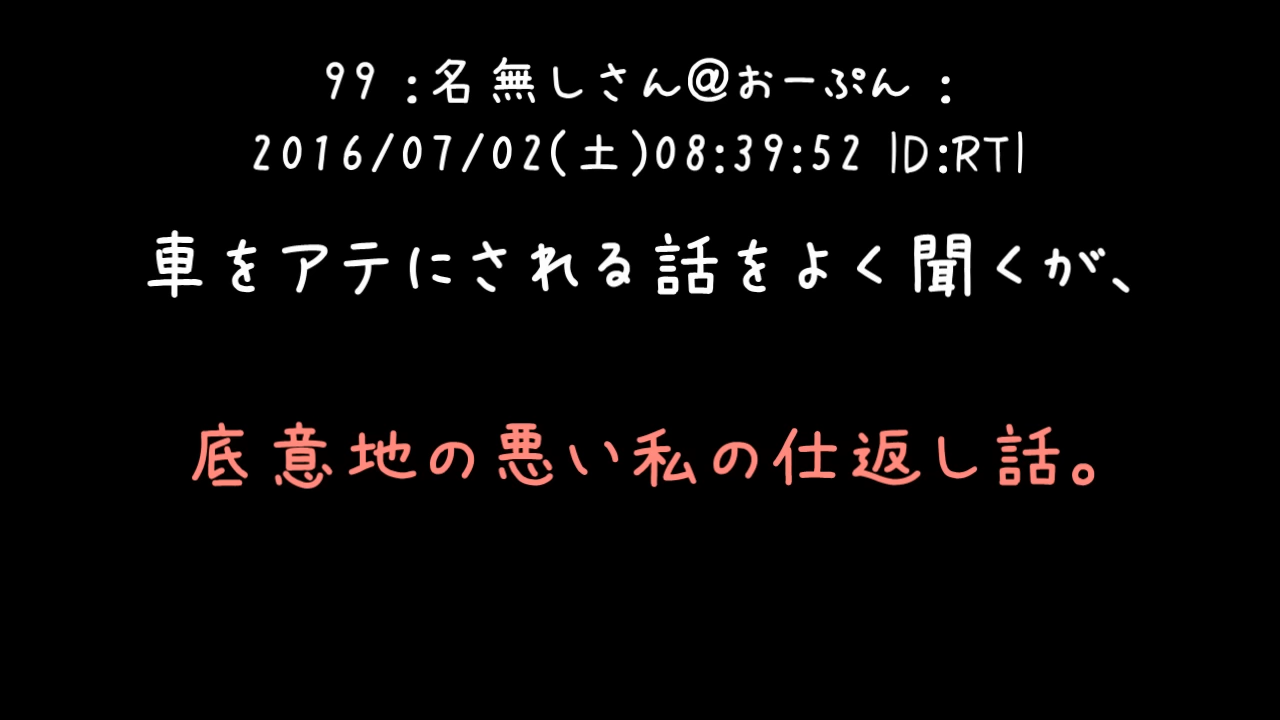 99 :名無しさん@おーぷん :
2016/07/02(土)08:39:52 ID:RTI
車をアテにされる話をよく聞くが、
底意地の悪い私の仕返し話。